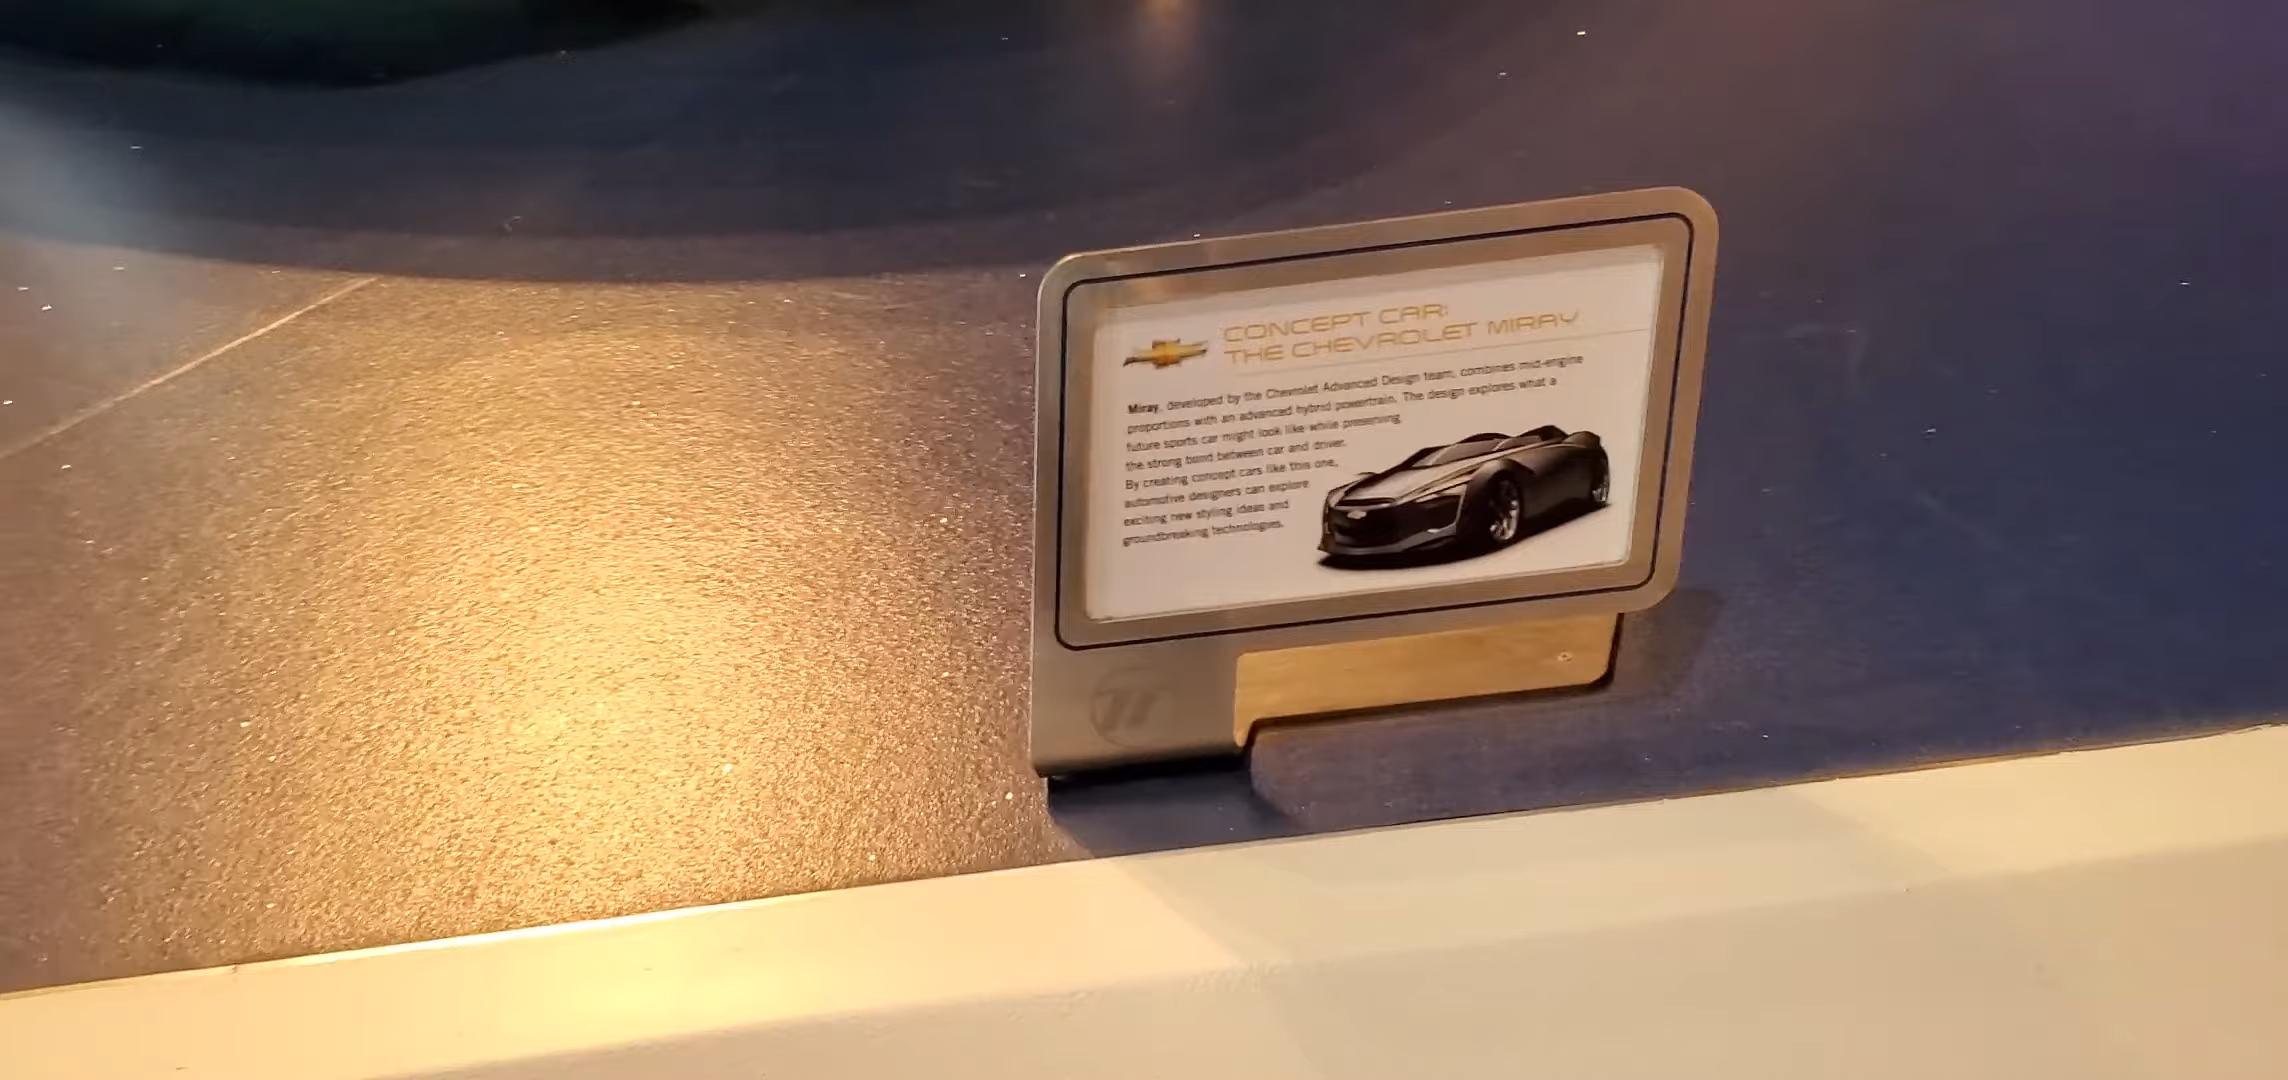 CONCEPT CAR:
THE CHEVROLET MIRAY
Miray, developed by the Chevrolet Advanced Design team, combines mid-engine
proportions with an advanced hybrid powertrain. The design explores what a
future sports car might look like while preserving
the strong bond between car and driver.
By creating concept cars like this one,
automotive designers can explore
exciting new styling ideas and
groundbreaking technologies.